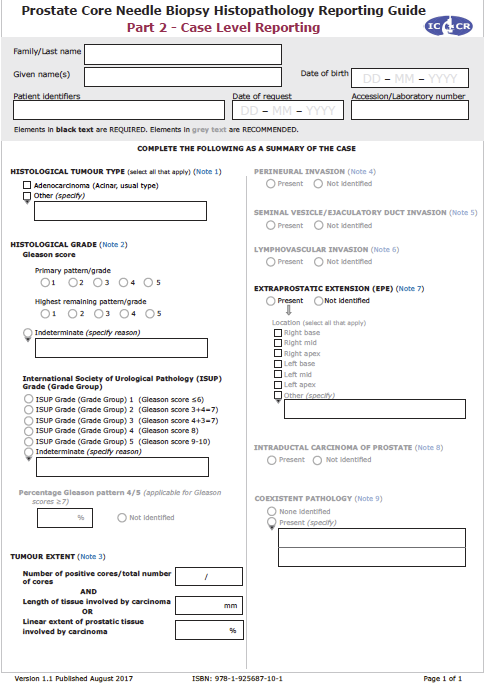 Prostate Core Needle Biopsy Histopathology Reporting Guide
Part 2 - Case Level Reporting
ICCR
Family/Last name
Given name(s)
Date of birth
DD – MM – YYYY
Patient identifiers
Date of request
Accession/Laboratory number
DD – MM – YYYY
Elements in black text are REQUIRED. Elements in grey text are RECOMMENDED.
COMPLETE THE FOLLOWING AS A SUMMARY OF THE CASE
HISTOLOGICAL TUMOUR TYPE (select all that apply) (Note 1)
Adenocarcinoma (Acinar, usual type)
Other (specify)
HISTOLOGICAL GRADE (Note 2)
Gleason score
Primary pattern/grade
1 2 3 4 5
Highest remaining pattern/grade
1 2 3 4 5
Indeterminate (specify reason)
International Society of Urological Pathology (ISUP)
Grade (Grade Group)
ISUP Grade (Grade Group) 1 (Gleason score ≤6)
ISUP Grade (Grade Group) 2 (Gleason score 3+4=7)
ISUP Grade (Grade Group) 3 (Gleason score 4+3=7)
ISUP Grade (Grade Group) 4 (Gleason score 8)
ISUP Grade (Grade Group) 5 (Gleason score 9-10)
Indeterminate (specify reason)
Percentage Gleason pattern 4/5 (applicable for Gleason
scores ≥7)
% Not identified
TUMOUR EXTENT (Note 3)
Number of positive cores/total number
of cores
/
AND
Length of tissue involved by carcinoma
mm
OR
Linear extent of prostatic tissue
involved by carcinoma
%
PERINEURAL INVASION (Note 4)
Present Not identified
SEMINAL VESICLE/EJACULATORY DUCT INVASION (Note 5)
Present Not identified
LYMPHOVASCULAR INVASION (Note 6)
Present Not identified
EXTRAPROSTATIC EXTENSION (EPE) (Note 7)
Present Not identified
Location (select all that apply)
Right base
Right mid
Right apex
Left base
Left mid
Left apex
Other (specify)
INTRADUCTAL CARCINOMA OF PROSTATE (Note 8)
Present Not identified
COEXISTENT PATHOLOGY (Note 9)
None identified
Present (specify)
Version 1.1 Published August 2017
ISBN: 978-1-925687-10-1
Page 1 of 1